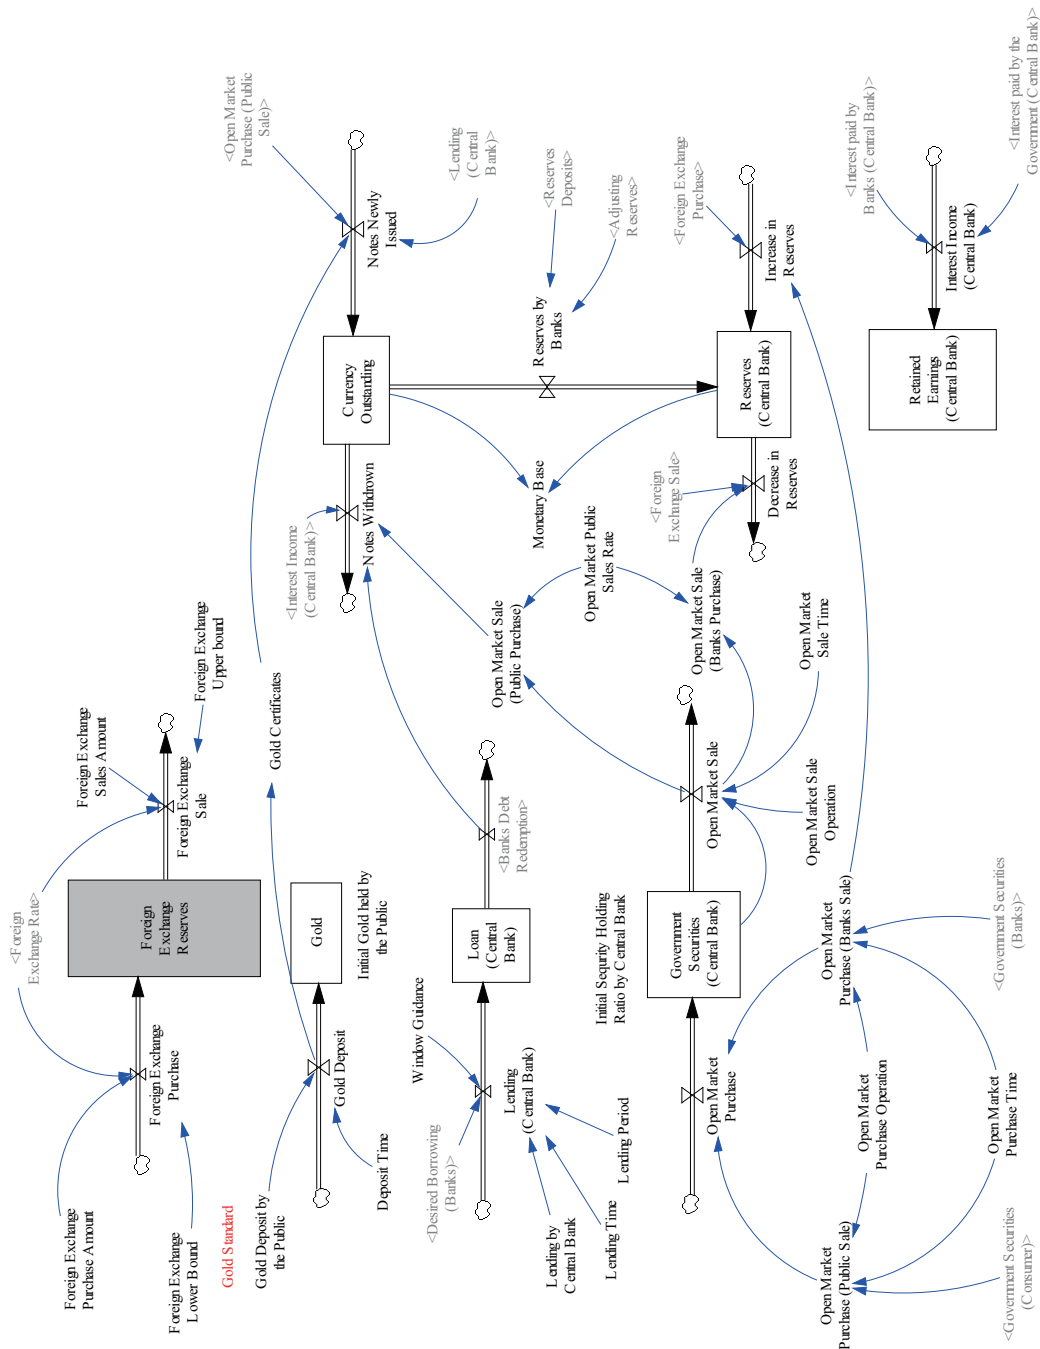 Foreign Exchange
Purchase Amount
Foreign Exchange
Lower Bound
Foreign Exchange
Purchase
<Foreign
Exchange Rate>
Foreign
Exchange
Reserves
Foreign Exchange
Sales Amount
Foreign Exchange
Sale
Foreign Exchange
Upper bound
Gold Standard
Gold Deposit by
the Public
Deposit Time
Gold Deposit
Gold
Initial Gold held by
the Public
Gold Certificates
<Interest Income
(Central Bank)>
Notes Withdrown
Currency
Outstanding
Notes Newly
Issued
<Open Market
Purchase (Public
Sale)>
<Lending
(Central
Bank)>
<Desired Borrowing
(Banks)>
Window Guidance
Lending
(Central Bank)
Lending by
Central Bank
Lending Time
Lending Period
Loan
(Central
Bank)
<Banks Debt
Redemption>
Open Market Sale
(Public Purchase)
Monetary Base
Reserves by
Banks
<Reserves
Deposits>
<Adjusting
Reserves>
Open Market Public
Sales Rate
Initial Sequrity Holding
Ratio by Central Bank
Government
Securities
(Central Bank)
Open Market Sale
Open Market Sale
(Banks Purchase)
<Foreign
Exchange Sale>
Decrease in
Reserves
Reserves
(Central Bank)
Increase in
Reserves
<Foreign Exchange
Purchase>
Open Market
Purchase
Open Market Sale
Operation
Open Market
Sale Time
Open Market
Purchase (Public Sale)
Open Market
Purchase Operation
Open Market
Purchase (Banks Sale)
Retained
Earnings
(Central Bank)
Interest Income
(Central Bank)
<Interest paid by
Banks (Central Bank)>
<Interest paid by the
Government (Central Bank)>
<Government Securities
(Consumer)>
Open Market
Purchase Time
<Government Securities
(Banks)>